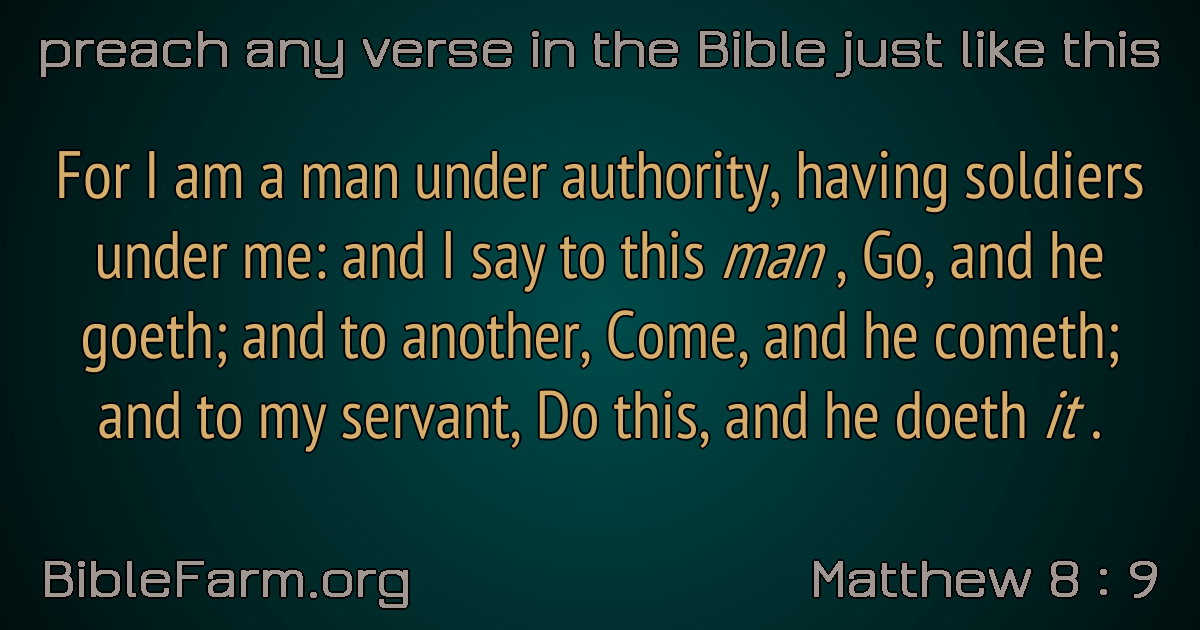 preach any verse in the Bible just like this
For I am a man under authority, having soldiers
under me: and I say to this man , Go, and he
goeth; and to another, Come, and he cometh;
and to my servant, Do this, and he doeth it .
BibleFarm.org
Matthew 8 : 9